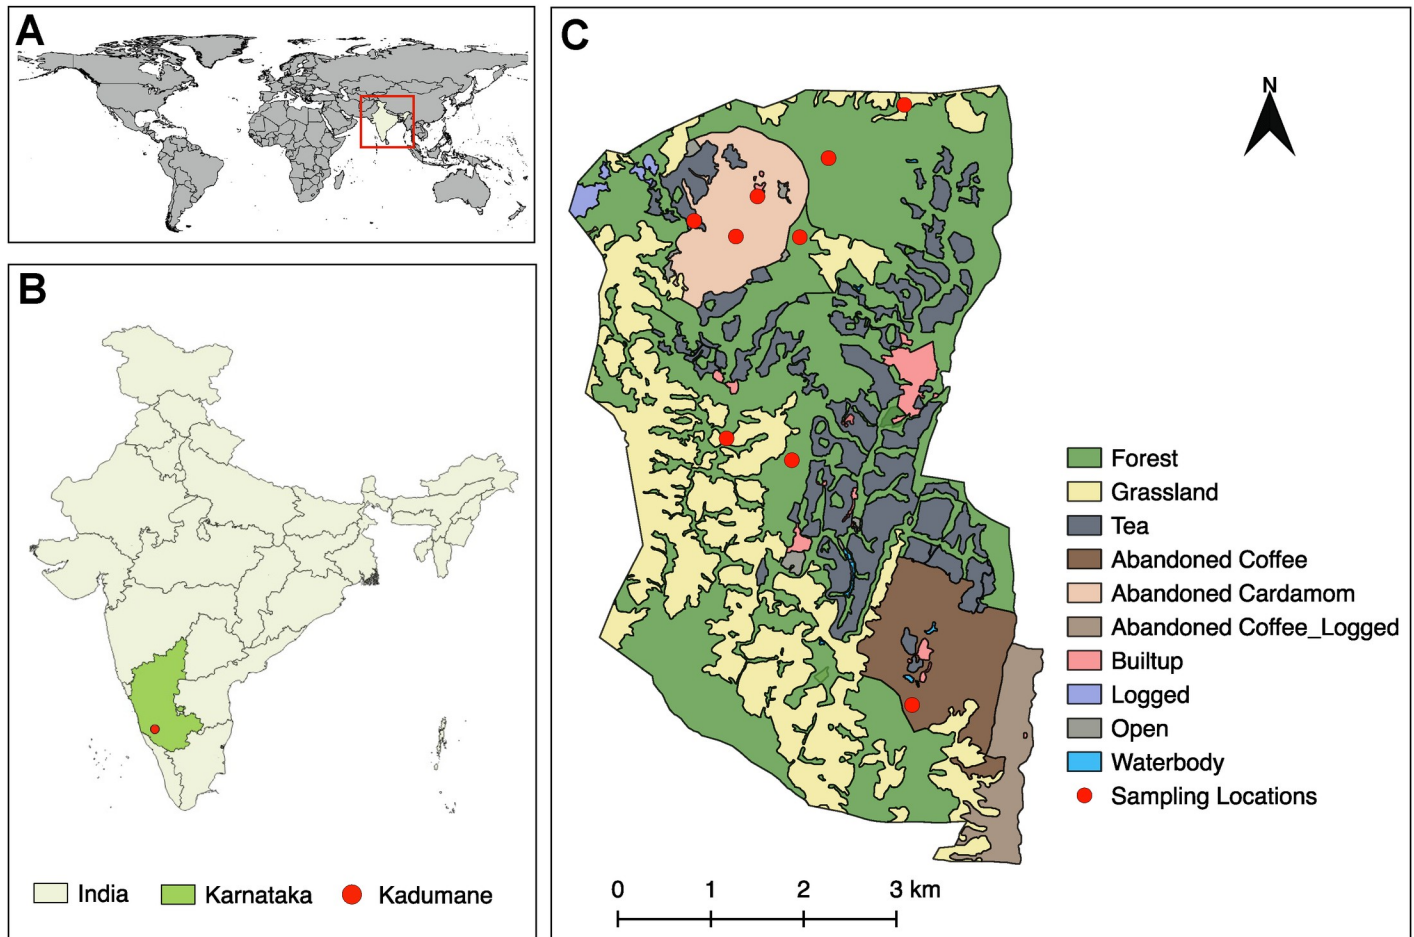 A
B
India
Karnataka
Kadumane
C
N
Forest
Grassland
Tea
Abandoned Coffee
Abandoned Cardamom
Abandoned Coffee_Logged
Builtup
Logged
Open
Waterbody
Sampling Locations
0 1 2 3 km